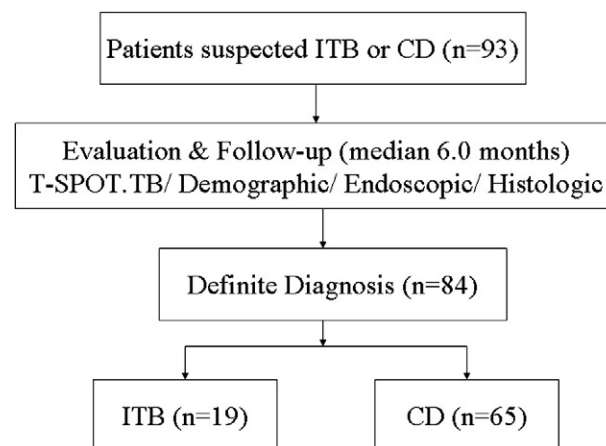 Patients suspected ITB or CD (n=93)
Evaluation & Follow-up (median 6.0 months)
T-SPOT.TB/ Demographic/ Endoscopic/ Histologic
Definite Diagnosis (n=84)
ITB (n=19)
CD (n=65)